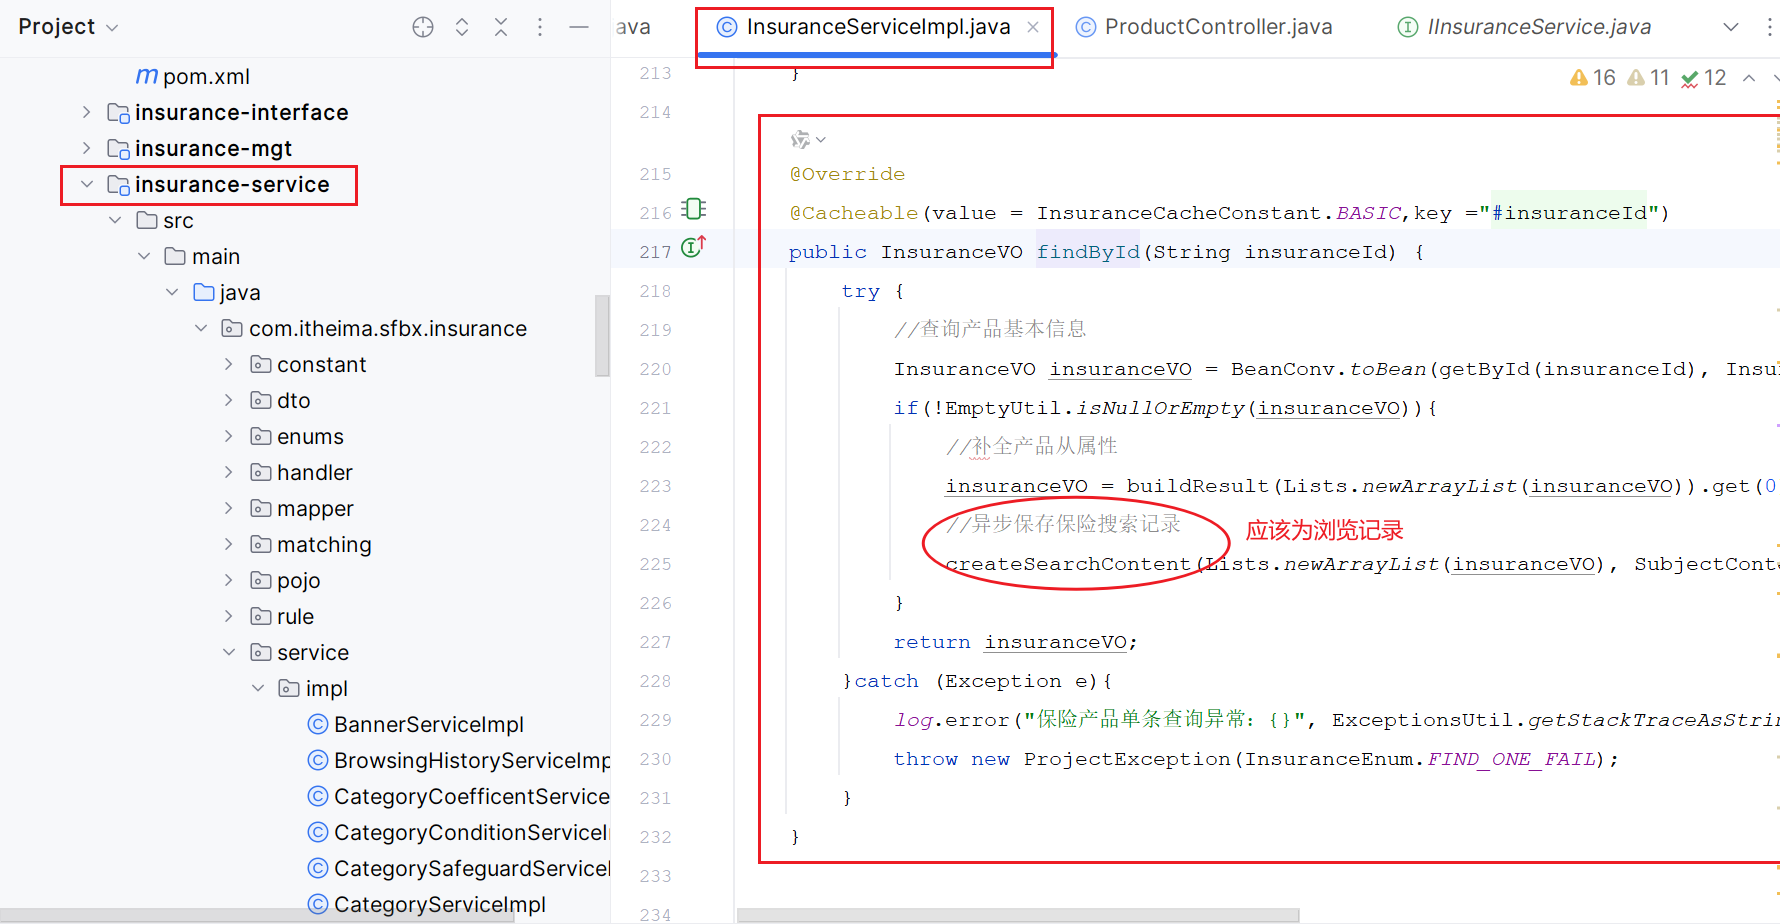 Project
pom.xml
insurance-interface
insurance-mgt
insurance-service
src
main
java
com.itheima.sfbx.insurance
constant
dto
enums
handler
mapper
matching
pojo
rule
service
impl
BannerServiceImpl
BrowsingHistoryServiceImp
CategoryCoefficentService
CategoryConditionServiceI
CategorySafeguardServiceI
CategoryServiceImpl
ava InsuranceServiceImpl.java ProductController.java IInsuranceService.java
16 11 12
213 }
214
215 @Override
216 @Cacheable(value = InsuranceCacheConstant.BASIC,key ="#insuranceId")
217 public InsuranceVO findById(String insuranceId) {
218 try {
219 //查询产品基本信息
220 InsuranceVO insuranceVO = BeanConv.toBean(getById(insuranceId), Insu
221 if(!EmptyUtil.isNullOrEmpty(insuranceVO)){
222 //补全产品从属性
223 insuranceVO = buildResult(Lists.newArrayList(insuranceVO)).get(0
224 //异步保存保险搜索记录 应该为浏览记录
225 createSearchContent(Lists.newArrayList(insuranceVO), SubjectConte
226 }
227 return insuranceVO;
228 }catch (Exception e){
229 log.error("保险产品单条查询异常：{}", ExceptionsUtil.getStackTraceAsStrin
230 throw new ProjectException(InsuranceEnum.FIND_ONE_FAIL);
231 }
232 }
233
234